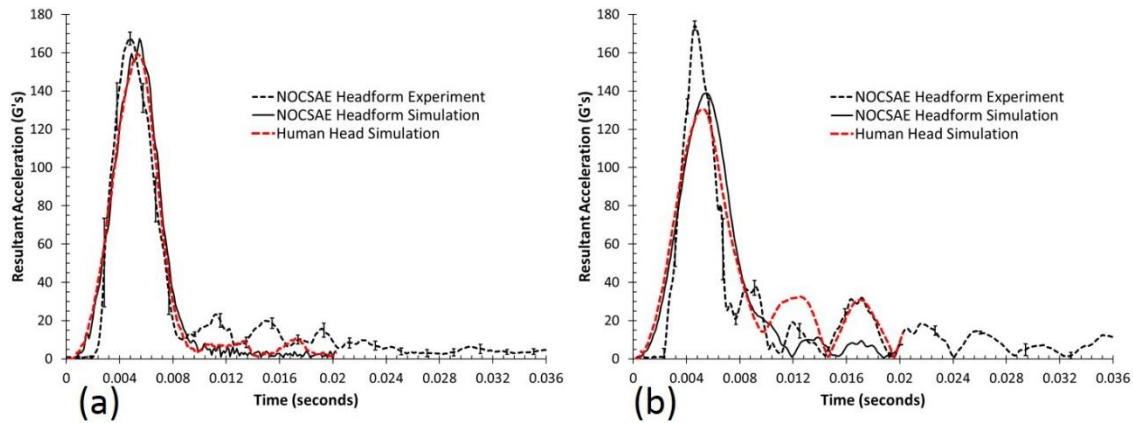 180
160
140
120
100
80
60
40
20
0
Resultant Acceleration (G's)
NOCSAE Headform Experiment
NOCSAE Headform Simulation
Human Head Simulation
0 0.004 0.008 0.012 0.016 0.02 0.024 0.028 0.032 0.036
Time (seconds)
(a)
180
160
140
120
100
80
60
40
20
0
Resultant Acceleration (G's)
NOCSAE Headform Experiment
NOCSAE Headform Simulation
Human Head Simulation
0 0.004 0.008 0.012 0.016 0.02 0.024 0.028 0.032 0.036
Time (seconds)
(b)